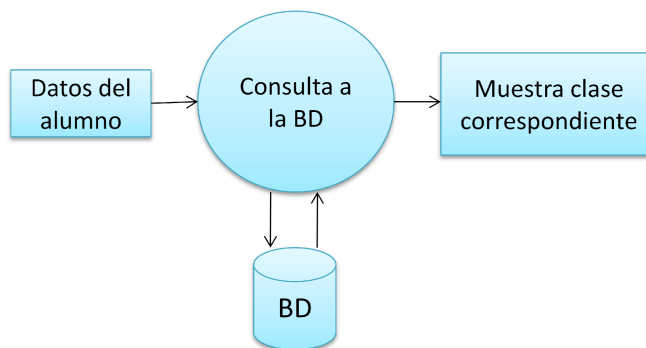 Datos del
alumno
Consulta a
la BD
Muestra clase
correspondiente
BD